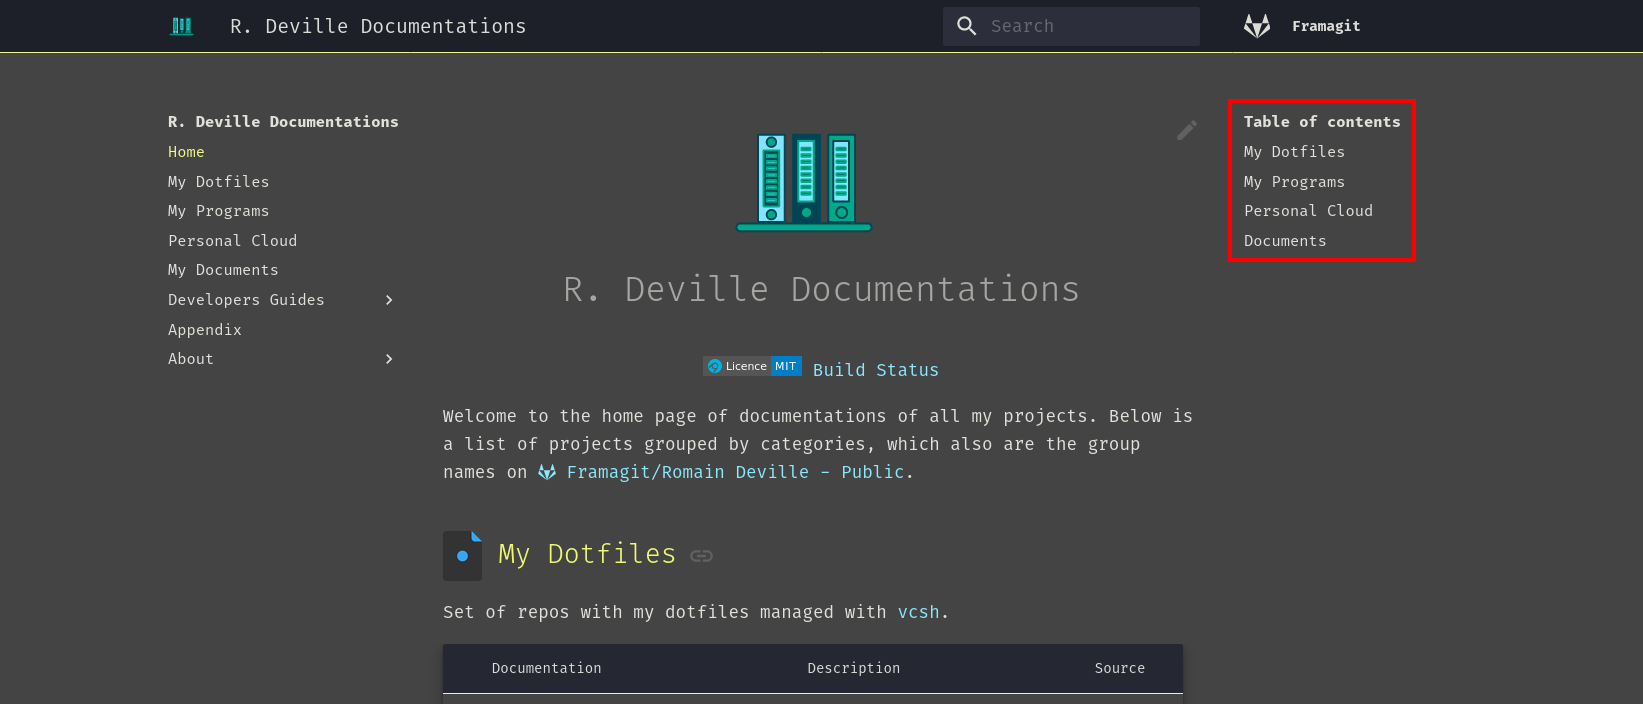 R. Deville Documentations
Search
Framagit
R. Deville Documentations
Home
My Dotfiles
My Programs
Personal Cloud
My Documents
Developers Guides
Appendix
About
R. Deville Documentations
Licence MIT Build Status
Welcome to the home page of documentations of all my projects. Below is
a list of projects grouped by categories, which also are the group
names on Framagit/Romain Deville - Public.
My Dotfiles
Set of repos with my dotfiles managed with vcsh.
Documentation Description Source
Table of contents
My Dotfiles
My Programs
Personal Cloud
Documents